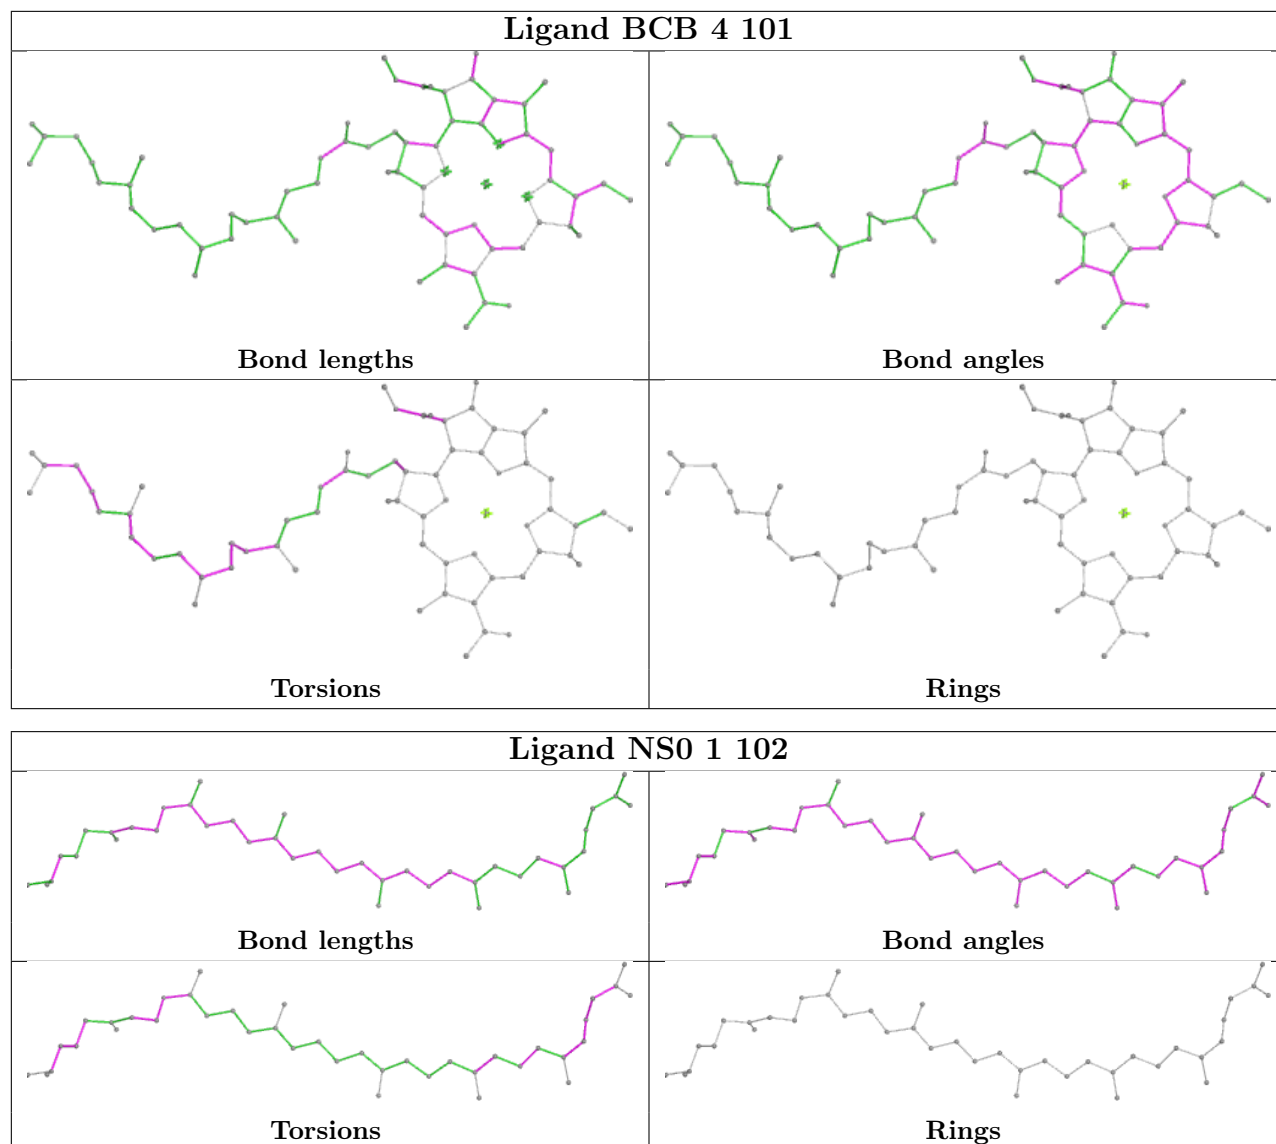 Ligand BCB 4 101
Bond lengths
Bond angles
Torsions
Rings
Ligand NS0 1 102
Bond lengths
Bond angles
Torsions
Rings